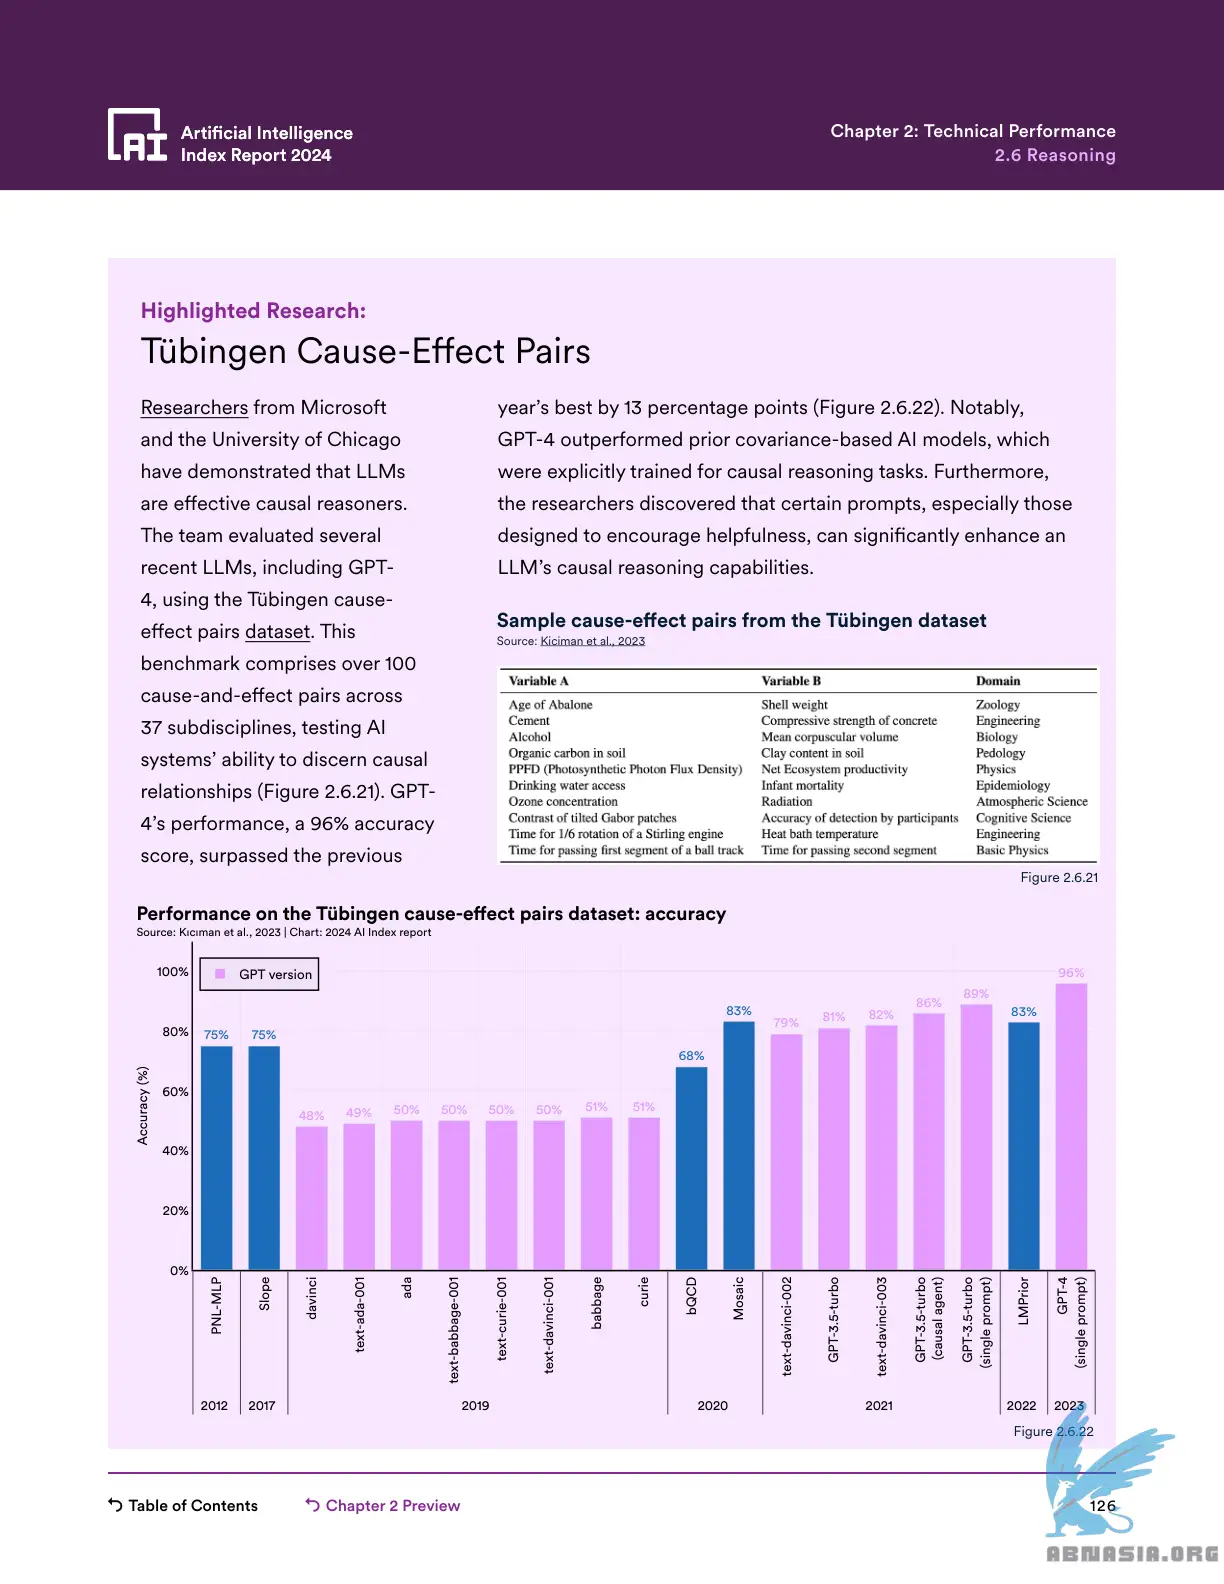 Artificial Intelligence
Index Report 2024
Chapter 2: Technical Performance
2.6 Reasoning
Highlighted Research:
Tübingen Cause-Effect Pairs
Researchers from Microsoft
and the University of Chicago
have demonstrated that LLMs
are effective causal reasoners.
The team evaluated several
recent LLMs, including GPT-
4, using the Tübingen cause-
effect pairs dataset. This
benchmark comprises over 100
cause-and-effect pairs across
37 subdisciplines, testing AI
systems’ ability to discern causal
relationships (Figure 2.6.21). GPT-
4’s performance, a 96% accuracy
score, surpassed the previous
year’s best by 13 percentage points (Figure 2.6.22). Notably,
GPT-4 outperformed prior covariance-based AI models, which
were explicitly trained for causal reasoning tasks. Furthermore,
the researchers discovered that certain prompts, especially those
designed to encourage helpfulness, can significantly enhance an
LLM’s causal reasoning capabilities.
Sample cause-effect pairs from the Tübingen dataset
Source: Kiciman et al., 2023
Variable A Variable B Domain
Age of Abalone Shell weight Zoology
Cement Compressive strength of concrete Engineering
Alcohol Mean corpuscular volume Biology
Organic carbon in soil Clay content in soil Pedology
PPFD (Photosynthetic Photon Flux Density) Net Ecosystem productivity Physics
Drinking water access Infant mortality Epidemiology
Ozone concentration Radiation Atmospheric Science
Contrast of tilted Gabor patches Accuracy of detection by participants Cognitive Science
Time for 1/6 rotation of a Stirling engine Heat bath temperature Engineering
Time for passing first segment of a ball track Time for passing second segment Basic Physics
Figure 2.6.21
Performance on the Tübingen cause-effect pairs dataset: accuracy
Source: Kiciman et al., 2023 | Chart: 2024 AI Index report
GPT version
Accuracy (%)
100%
80%
60%
40%
20%
0%
75% 75% 48% 49% 50% 50% 50% 50% 51% 51% 68% 83% 79% 81% 82% 86% 89% 83% 96%
PNL-MLP
Slope
davinci
text-ada-001
ada
text-babbage-001
text-curie-001
text-davinci-001
babbage
curie
bQCD
Mosaic
text-davinci-002
GPT-3.5-turbo
text-davinci-003
GPT-3.5-turbo
(causal agent)
GPT-3.5-turbo
(single prompt)
LMPrior
GPT-4
(single prompt)
2012 2017 2019 2020 2021 2022 2023
Figure 2.6.22
Table of Contents
Chapter 2 Preview
126
ABNASIA.ORG